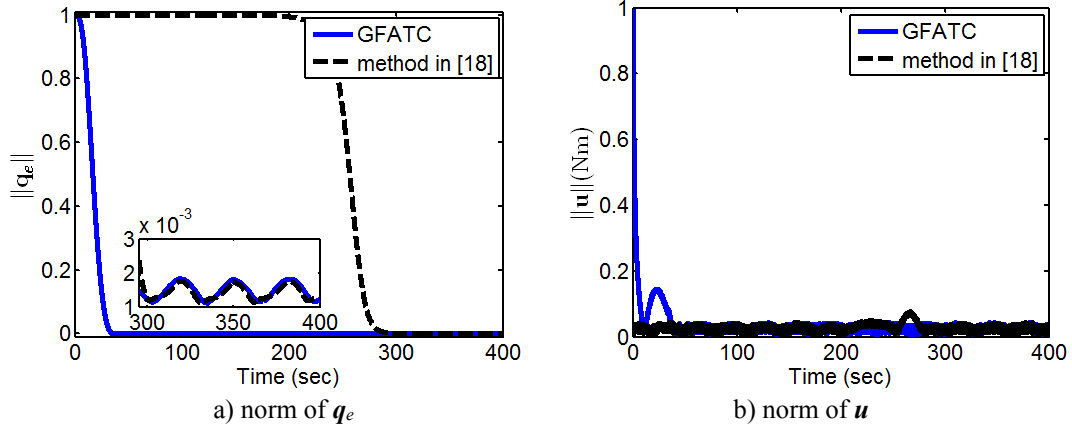 1
0.8
0.6
0.4
0.2
0
||q_e||
GFATC
method in [18]
x 10^-3
3
2
1
300 350 400
0 100 200 300 400
Time (sec)
a) norm of q_e
1
0.8
0.6
0.4
0.2
0
||u||(Nm)
GFATC
method in [18]
0 100 200 300 400
Time (sec)
b) norm of u